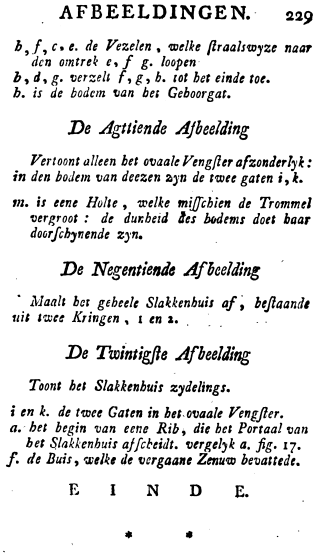 AFBEELDINGEN. 229
b, f, c. e. de Vezelen, welke ſtraalswyze naar
den omtrek e, f g. loopen
b, d, g. verzelt f, g, b. tot het einde toe.
b. is de bodem van het Geboorgat.
De Agttiende Afbeelding
Vertoont alleen het ovaale Vengſter afzonderlyk:
in den bodem van deezen zyn de twee gaten i, k.
m. is eene Holte, welke miſſchien de Trommel
vergroot: de dunheid des bodems doet haar
doorſchynende zyn.
De Negentiende Afbeelding
Maalt het geheele Slakkenhuis af, beſtaande
uit twee Kringen, 1 en 2.
De Twintigſte Afbeelding
Toont het Slakkenhuis zydelings.
i en k. de twee Gaten in het ovaale Vengſter.
a. het begin van eene Rib, die het Portaal van
het Slakkenhuis afſcheidt. vergelyk a. fig. 17.
f. de Buis, welke de vergaane Zenuw bevattede.
E I N D E.
* *